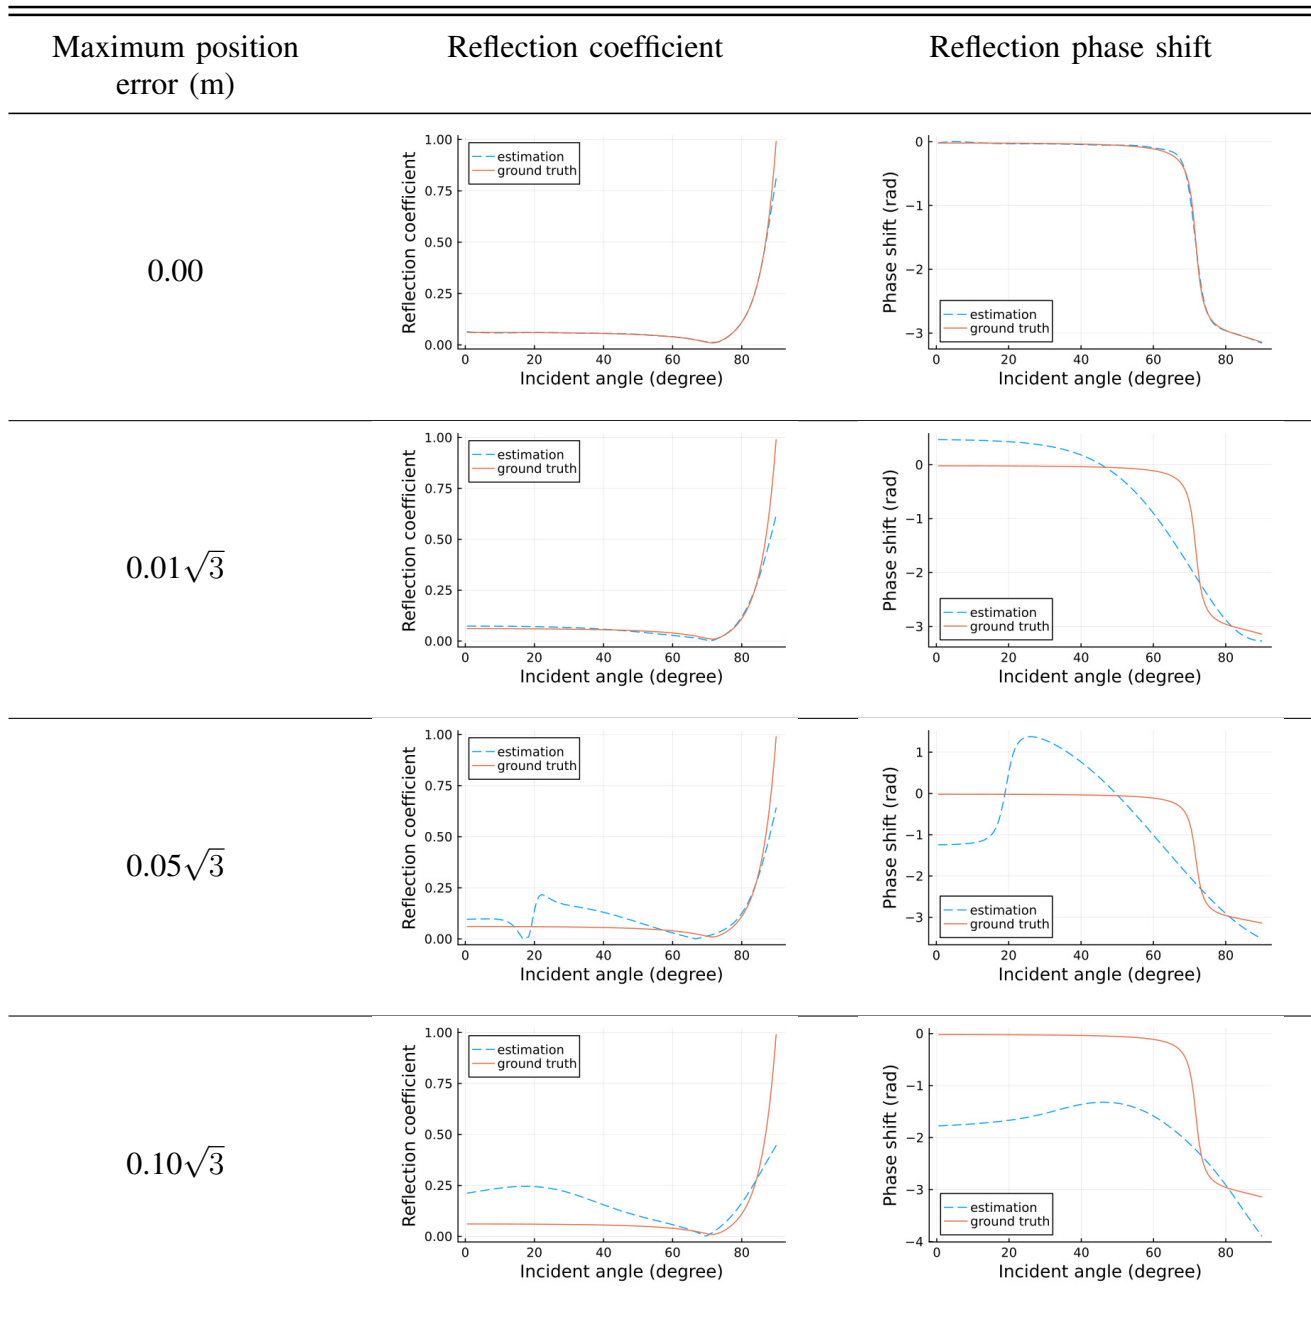 Maximum position error (m)
Reflection coefficient
Reflection phase shift
0.00
1.00
0.75
0.50
0.25
0.00
Reflection coefficient
estimation
ground truth
0 20 40 60 80
Incident angle (degree)
0
−1
−2
−3
Phase shift (rad)
estimation
ground truth
0 20 40 60 80
Incident angle (degree)
0.01√3
1.00
0.75
0.50
0.25
0.00
Reflection coefficient
estimation
ground truth
0 20 40 60 80
Incident angle (degree)
0
−1
−2
−3
Phase shift (rad)
estimation
ground truth
0 20 40 60 80
Incident angle (degree)
0.05√3
1.00
0.75
0.50
0.25
0.00
Reflection coefficient
estimation
ground truth
0 20 40 60 80
Incident angle (degree)
1
0
−1
−2
−3
Phase shift (rad)
estimation
ground truth
0 20 40 60 80
Incident angle (degree)
0.10√3
1.00
0.75
0.50
0.25
0.00
Reflection coefficient
estimation
ground truth
0 20 40 60 80
Incident angle (degree)
0
−1
−2
−3
−4
Phase shift (rad)
estimation
ground truth
0 20 40 60 80
Incident angle (degree)